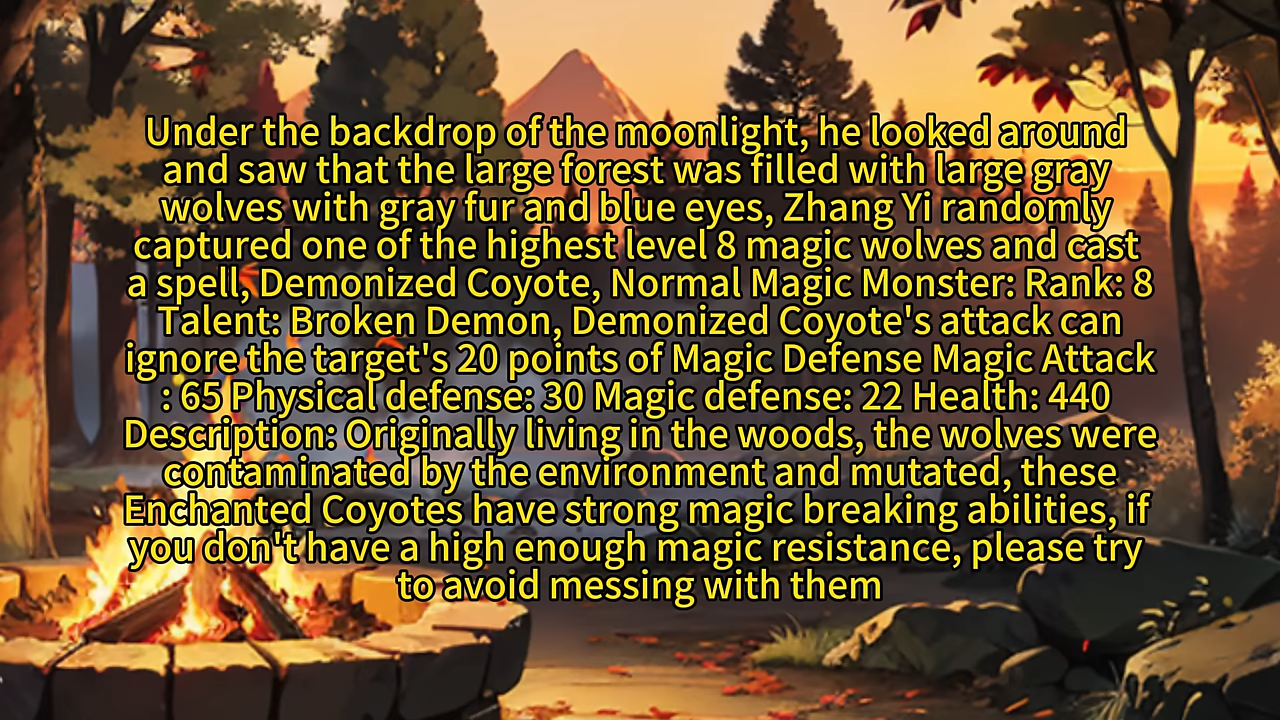 Under the backdrop of the moonlight, he looked around
and saw that the large forest was filled with large gray
wolves with gray fur and blue eyes, Zhang Yi randomly
captured one of the highest level 8 magic wolves and cast
a spell, Demonized Coyote, Normal Magic Monster: Rank: 8
Talent: Broken Demon, Demonized Coyote's attack can
ignore the target's 20 points of Magic Defense Magic Attack
: 65 Physical defense: 30 Magic defense: 22 Health: 440
Description: Originally living in the woods, the wolves were
contaminated by the environment and mutated, these
Enchanted Coyotes have strong magic breaking abilities, if
you don't have a high enough magic resistance, please try
to avoid messing with them